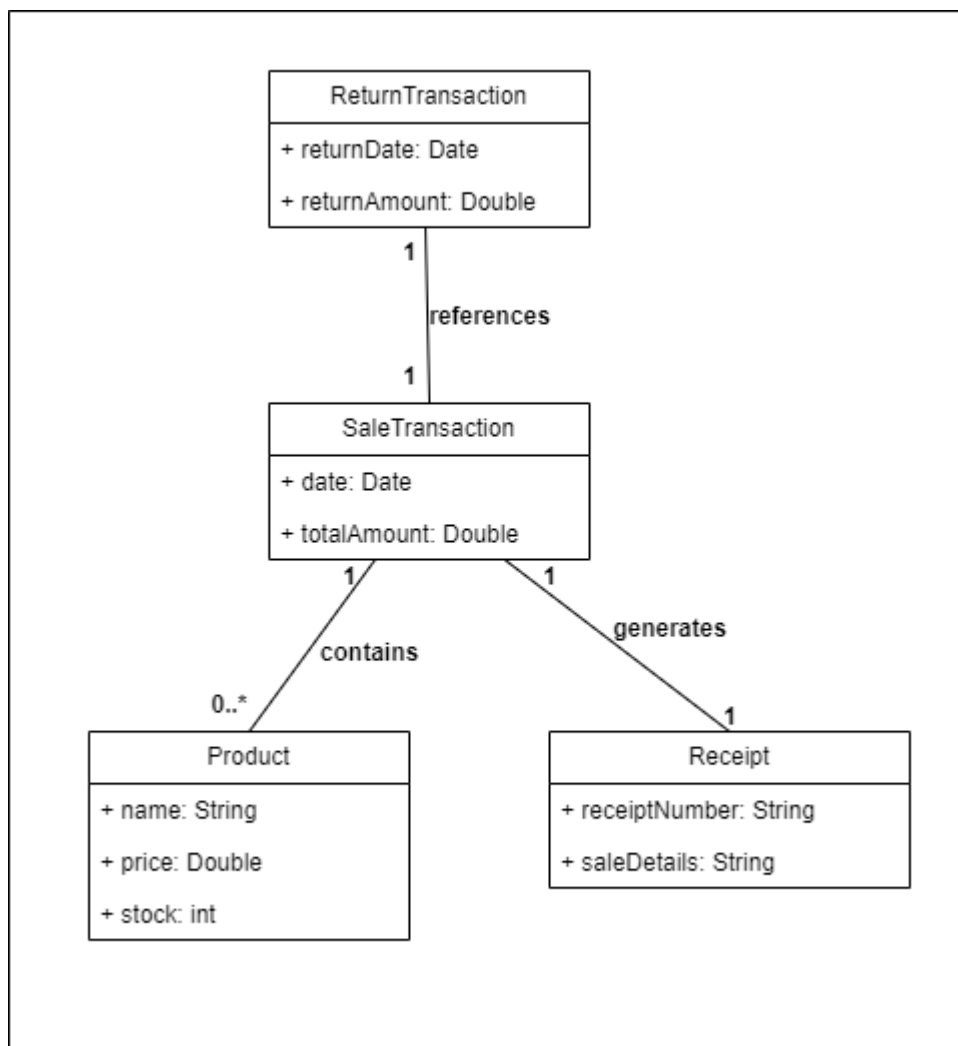 ReturnTransaction
+ returnDate: Date
+ returnAmount: Double
1
references
1
SaleTransaction
+ date: Date
+ totalAmount: Double
1
1
generates
contains
0..*
1
Product
+ name: String
+ price: Double
+ stock: int
Receipt
+ receiptNumber: String
+ saleDetails: String